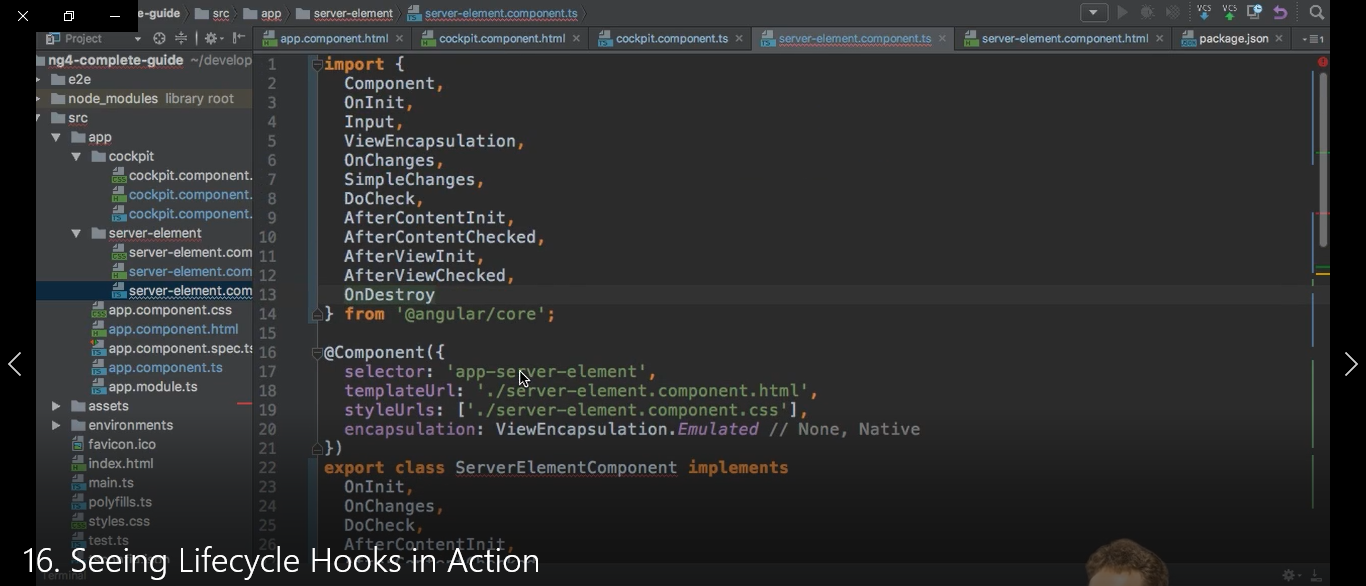 e-guide src app server-element server-element.component.ts
Project
app.component.html cockpit.component.html cockpit.component.ts server-element.component.ts server-element.component.html package.json
VCS VCS
ng4-complete-guide ~/develop
e2e
node_modules library root
src
app
cockpit
cockpit.component.
cockpit.component.
cockpit.component.
server-element
server-element.com
server-element.com
server-element.com
app.component.css
app.component.html
app.component.spec.ts
app.component.ts
app.module.ts
assets
environments
favicon.ico
index.html
main.ts
polyfills.ts
styles.css
test.ts
1 import {
2 Component,
3 OnInit,
4 Input,
5 ViewEncapsulation,
6 OnChanges,
7 SimpleChanges,
8 DoCheck,
9 AfterContentInit,
10 AfterContentChecked,
11 AfterViewInit,
12 AfterViewChecked,
13 OnDestroy
14 } from '@angular/core';
15
16 @Component({
17 selector: 'app-server-element',
18 templateUrl: './server-element.component.html',
19 styleUrls: ['./server-element.component.css'],
20 encapsulation: ViewEncapsulation.Emulated // None, Native
21 })
22 export class ServerElementComponent implements
23 OnInit,
24 OnChanges,
25 DoCheck,
26 AfterContentInit,
16. Seeing Lifecycle Hooks in Action
Terminal